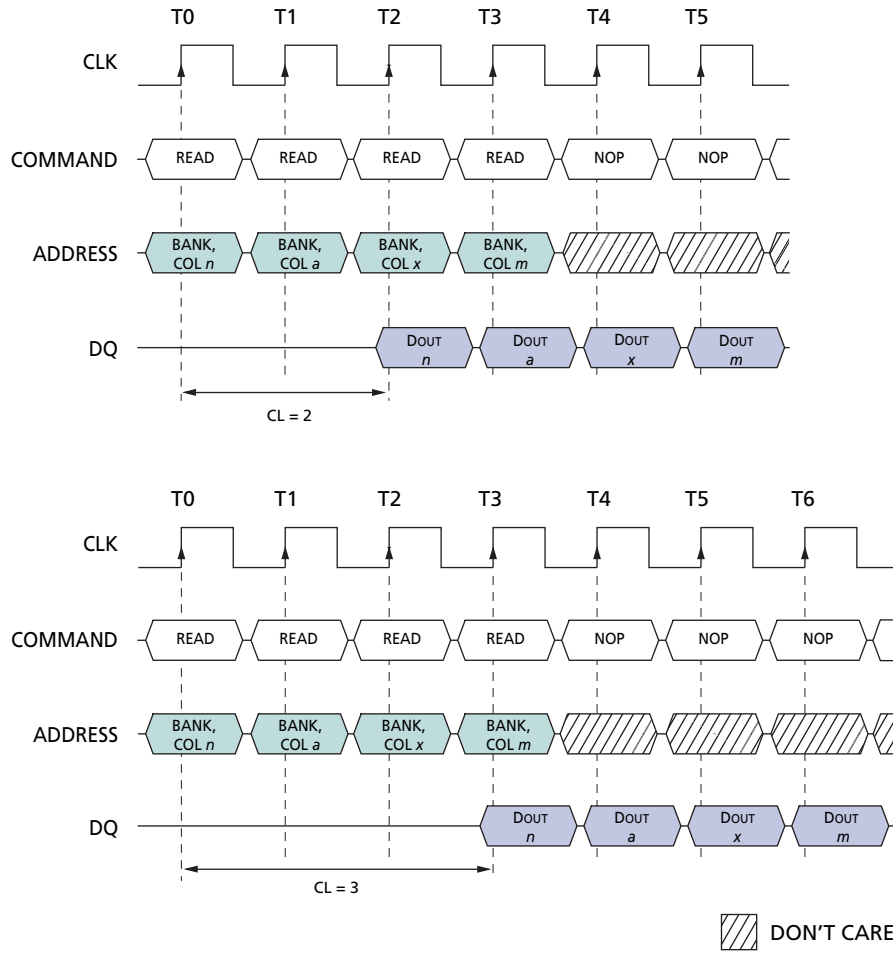 T0 T1 T2 T3 T4 T5
CLK
COMMAND READ READ READ READ NOP NOP
ADDRESS BANK, COL n BANK, COL a BANK, COL x BANK, COL m
DQ DOUT n DOUT a DOUT x DOUT m
CL = 2
T0 T1 T2 T3 T4 T5 T6
CLK
COMMAND READ READ READ READ NOP NOP NOP
ADDRESS BANK, COL n BANK, COL a BANK, COL x BANK, COL m
DQ DOUT n DOUT a DOUT x DOUT m
CL = 3
DON'T CARE